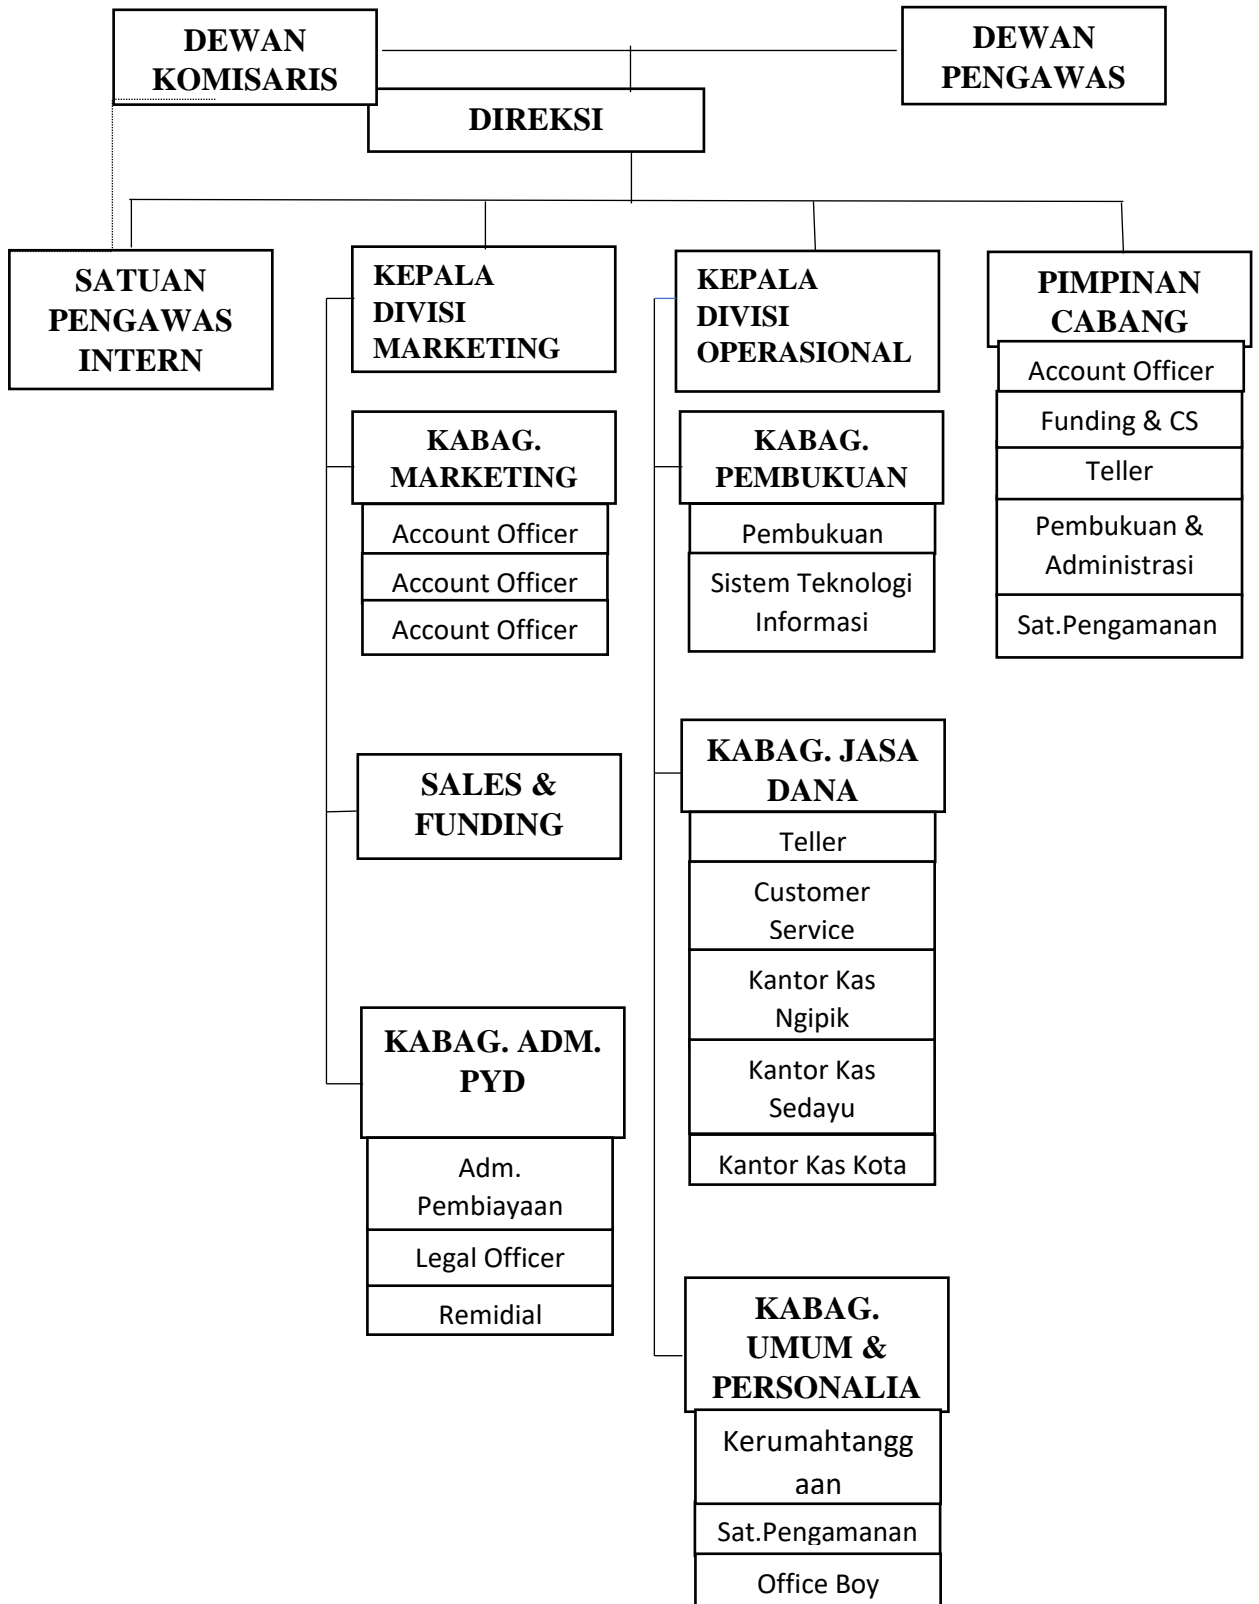 DEWAN
KOMISARIS
DEWAN
PENGAWAS
DIREKSI
SATUAN
PENGAWAS
INTERN
KEPALA
DIVISI
MARKETING
KEPALA
DIVISI
OPERASIONAL
PIMPINAN
CABANG
Account Officer
Funding & CS
Teller
Pembukuan &
Administrasi
Sat.Pengamanan
KABAG.
MARKETING
Account Officer
Account Officer
Account Officer
KABAG.
PEMBUKUAN
Pembukuan
Sistem Teknologi
Informasi
SALES &
FUNDING
KABAG. JASA
DANA
Teller
Customer
Service
Kantor Kas
Ngipik
Kantor Kas
Sedayu
Kantor Kas Kota
KABAG. ADM.
PYD
Adm.
Pembiayaan
Legal Officer
Remidial
KABAG.
UMUM &
PERSONALIA
Kerumahtangg
aan
Sat.Pengamanan
Office Boy